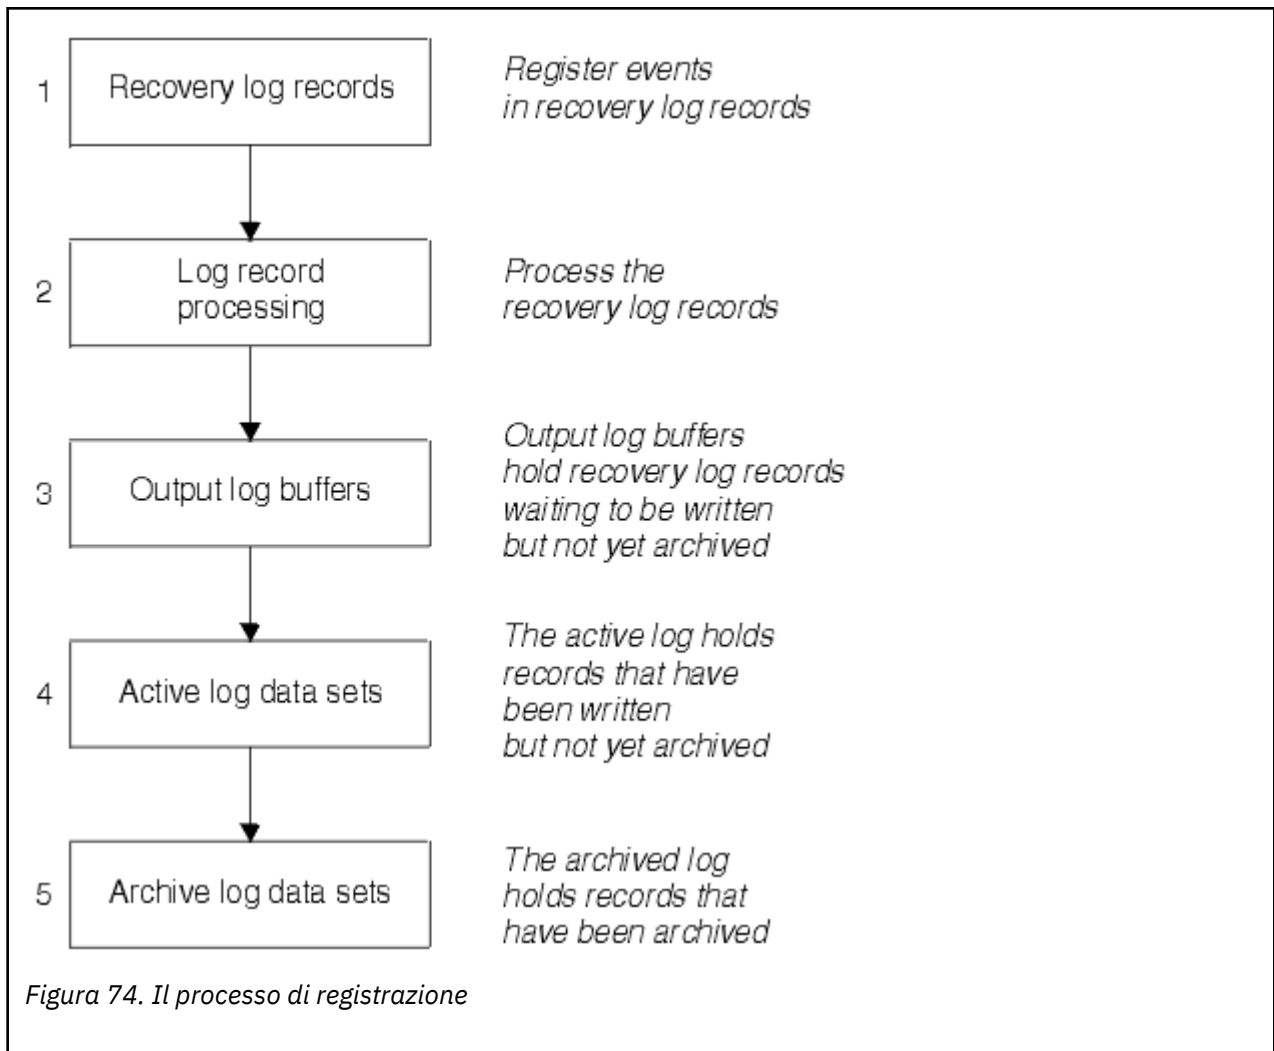 1
Recovery log records
Register events
in recovery log records
2
Log record
processing
Process the
recovery log records
3
Output log buffers
Output log buffers
hold recovery log records
waiting to be written
but not yet archived
4
Active log data sets
The active log holds
records that have
been written
but not yet archived
5
Archive log data sets
The archived log
holds records that
have been archived
Figura 74. Il processo di registrazione